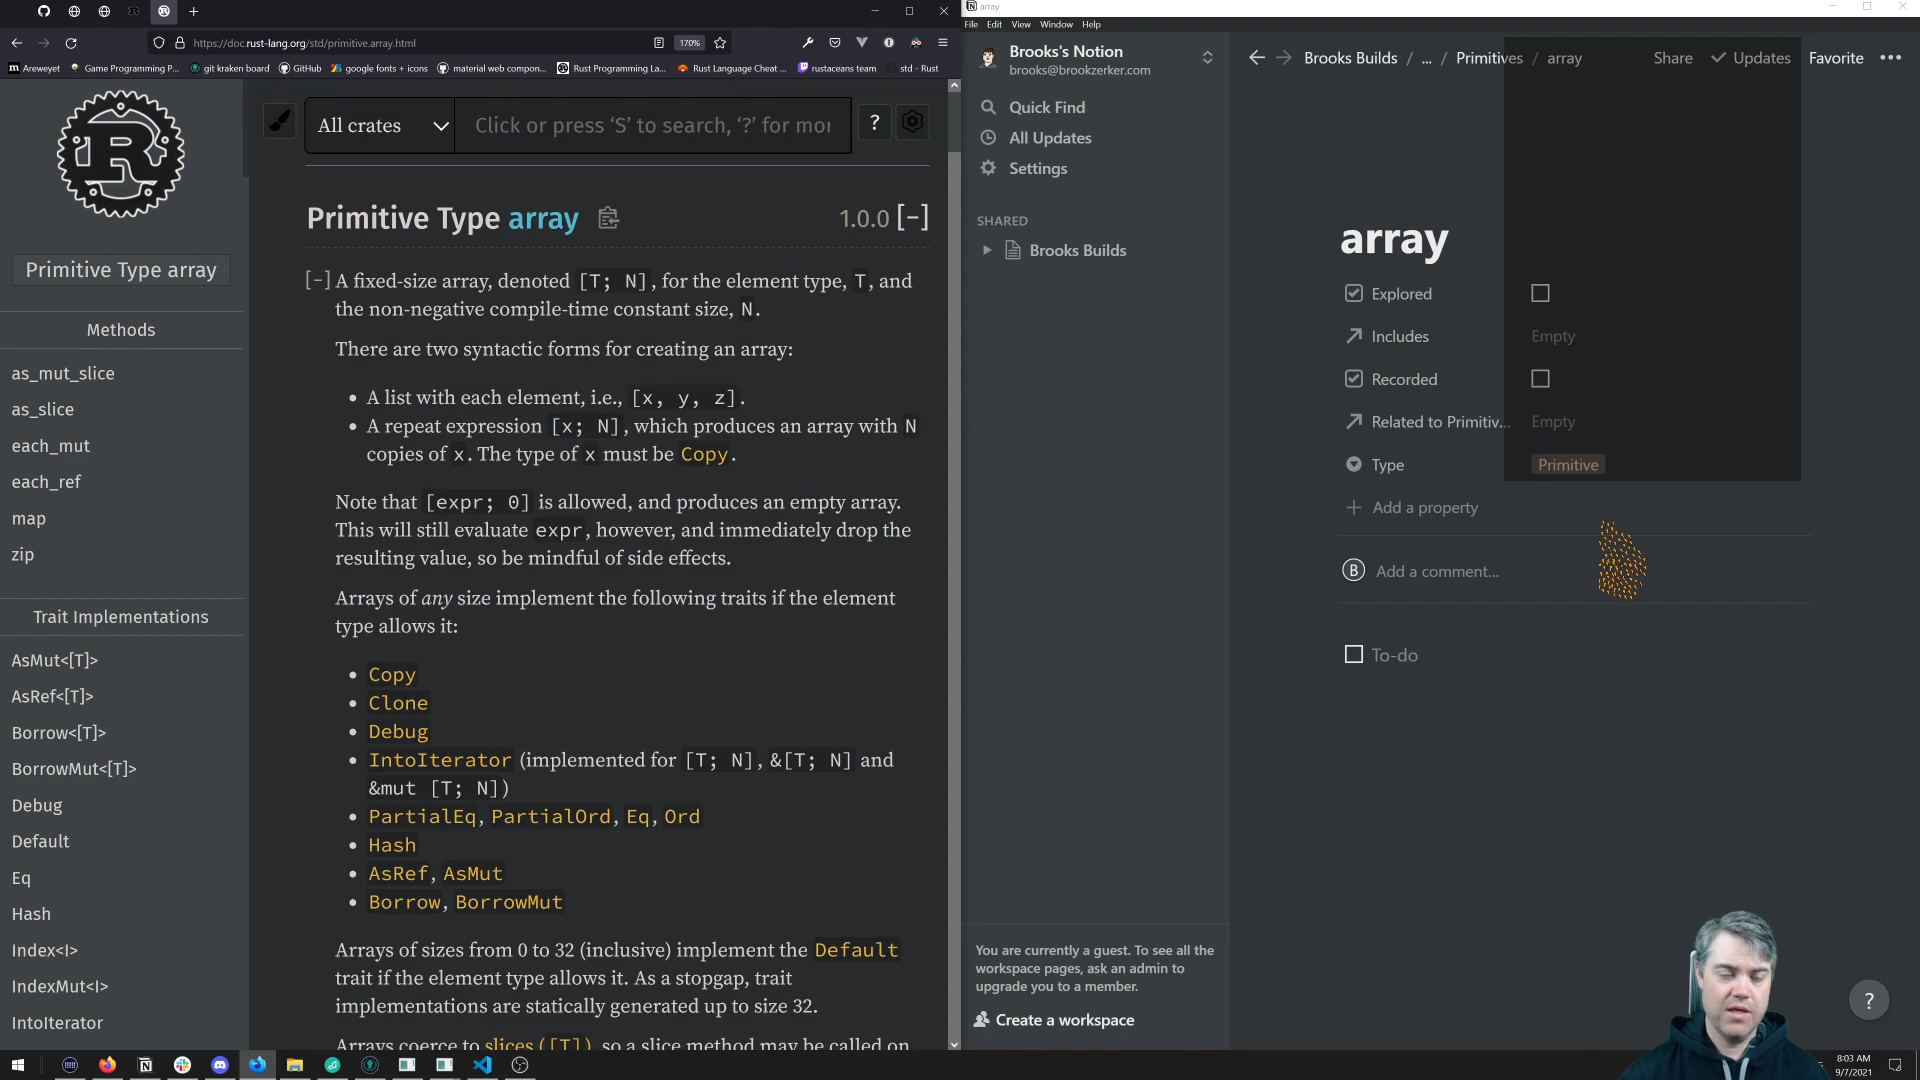 https://doc.rust-lang.org/std/primitive.array.html
170%
Areweyet
Game Programming P...
git kraken board
GitHub
google fonts + icons
material web compon...
Rust Programming La...
Rust Language Cheat ...
rustaceans team
std - Rust
Primitive Type array
Methods
as_mut_slice
as_slice
each_mut
each_ref
map
zip
Trait Implementations
AsMut<[T]>
AsRef<[T]>
Borrow<[T]>
BorrowMut<[T]>
Debug
Default
Eq
Hash
Index<I>
IndexMut<I>
IntoIterator
All crates
Click or press ‘S’ to search, ‘?’ for mor
?
Primitive Type array
1.0.0 [-]
[-] A fixed-size array, denoted [T; N], for the element type, T, and
the non-negative compile-time constant size, N.
There are two syntactic forms for creating an array:
• A list with each element, i.e., [x, y, z].
• A repeat expression [x; N], which produces an array with N
copies of x. The type of x must be Copy.
Note that [expr; 0] is allowed, and produces an empty array.
This will still evaluate expr, however, and immediately drop the
resulting value, so be mindful of side effects.
Arrays of any size implement the following traits if the element
type allows it:
• Copy
• Clone
• Debug
• IntoIterator (implemented for [T; N], &[T; N] and
&mut [T; N])
• PartialEq, PartialOrd, Eq, Ord
• Hash
• AsRef, AsMut
• Borrow, BorrowMut
Arrays of sizes from 0 to 32 (inclusive) implement the Default
trait if the element type allows it. As a stopgap, trait
implementations are statically generated up to size 32.
Arrays coerce to slices ([T]), so a slice method may be called on
array
File Edit View Window Help
Brooks's Notion
brooks@brookzerker.com
Quick Find
All Updates
Settings
SHARED
Brooks Builds
You are currently a guest. To see all the
workspace pages, ask an admin to
upgrade you to a member.
Create a workspace
Brooks Builds / ... / Primitives / array
Share
Updates
Favorite
array
Explored
Includes
Empty
Recorded
Related to Primitiv...
Empty
Type
Primitive
Add a property
B
Add a comment...
To-do
?
8:03 AM
9/7/2021